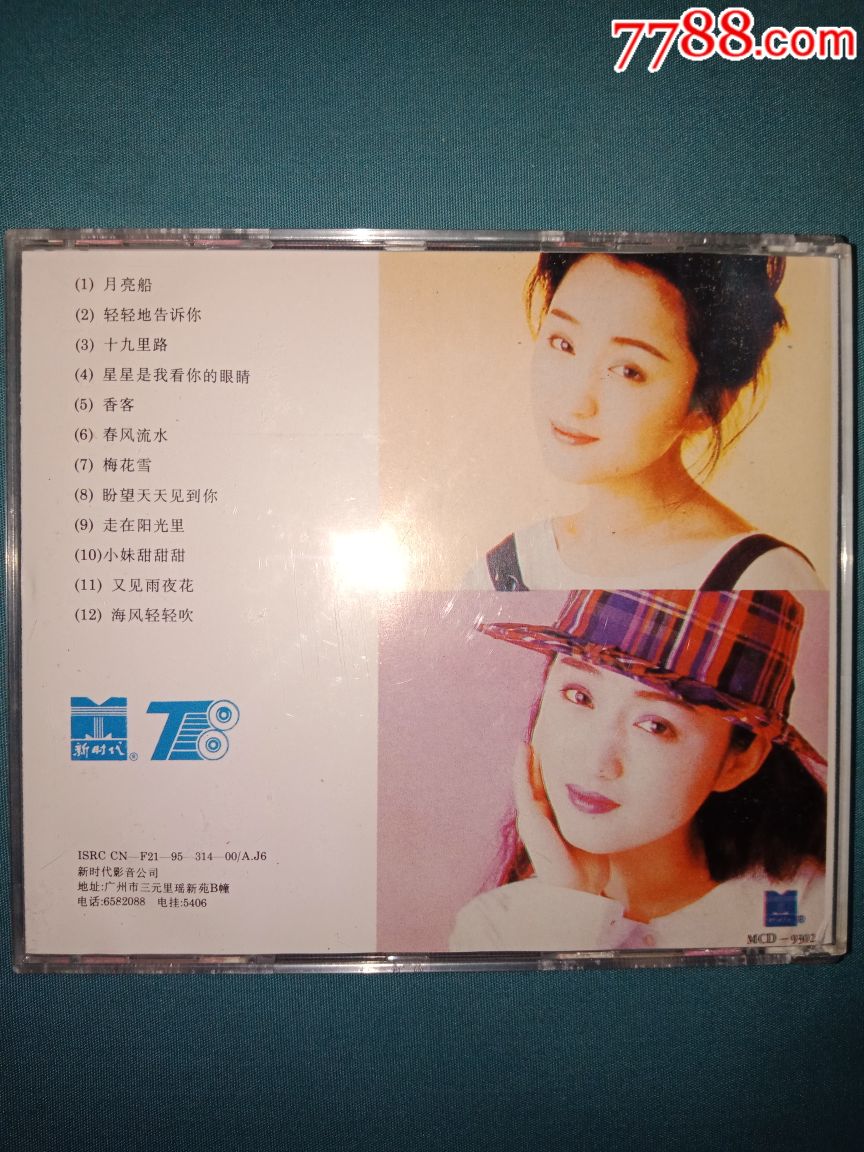 7788.com
(1) 月亮船
(2) 轻轻地告诉你
(3) 十九里路
(4) 星星是我看你的眼睛
(5) 香客
(6) 春风流水
(7) 梅花雪
(8) 盼望天天见到你
(9) 走在阳光里
(10)小妹甜甜甜
(11) 又见雨夜花
(12) 海风轻轻吹
新时代®
ISRC CN—F21—95—314—00/A.J6
新时代影音公司
地址:广州市三元里瑶新苑B幢
电话:6582088 电挂:5406
MCD-9302